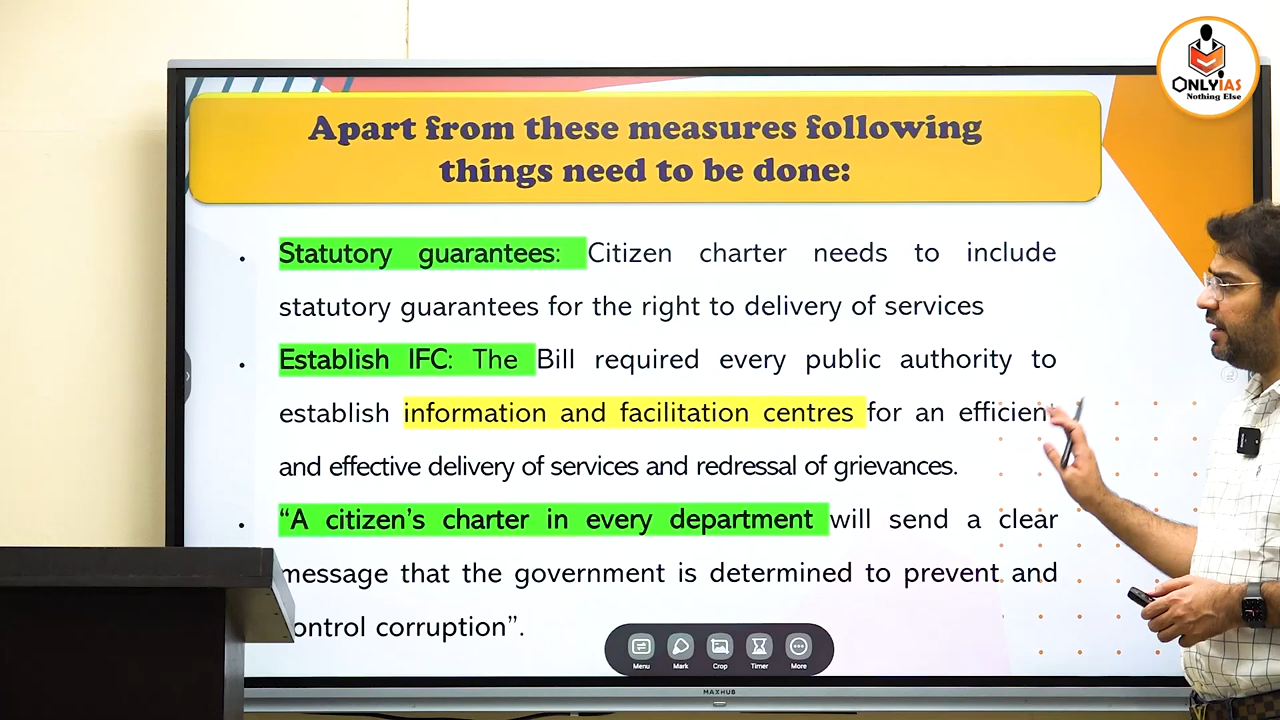 ONLYIAS
Nothing Else
Apart from these measures following
things need to be done:
. Statutory guarantees: Citizen charter needs to include
statutory guarantees for the right to delivery of services
. Establish IFC: The Bill required every public authority to
establish information and facilitation centres for an efficient
and effective delivery of services and redressal of grievances.
. “A citizen’s charter in every department will send a clear
message that the government is determined to prevent and
control corruption”.
Menu Mark Crop Timer More
MAXHUB